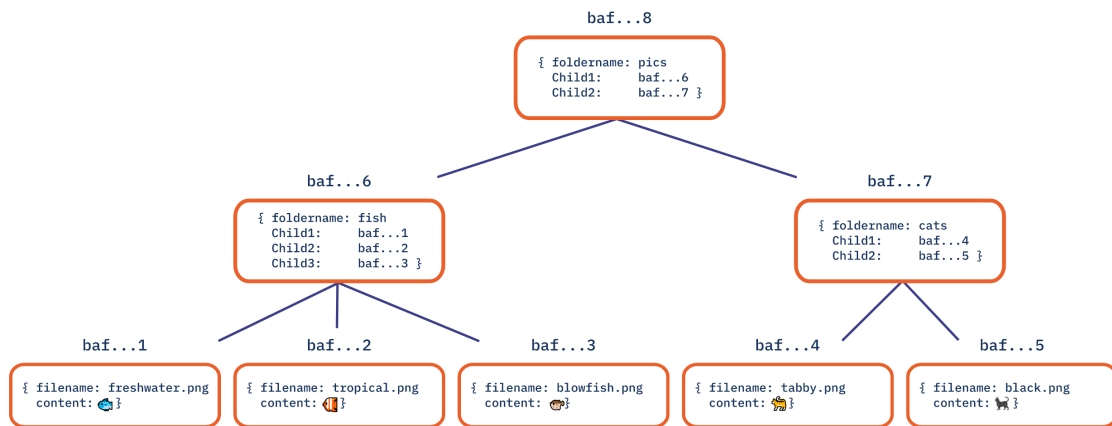 baf...8
{ foldername: pics
Child1: baf...6
Child2: baf...7 }
baf...6
{ foldername: fish
Child1: baf...1
Child2: baf...2
Child3: baf...3 }
baf...7
{ foldername: cats
Child1: baf...4
Child2: baf...5 }
baf...1
{ filename: freshwater.png
content: }
baf...2
{ filename: tropical.png
content: }
baf...3
{ filename: blowfish.png
content: }
baf...4
{ filename: tabby.png
content: }
baf...5
{ filename: black.png
content: }